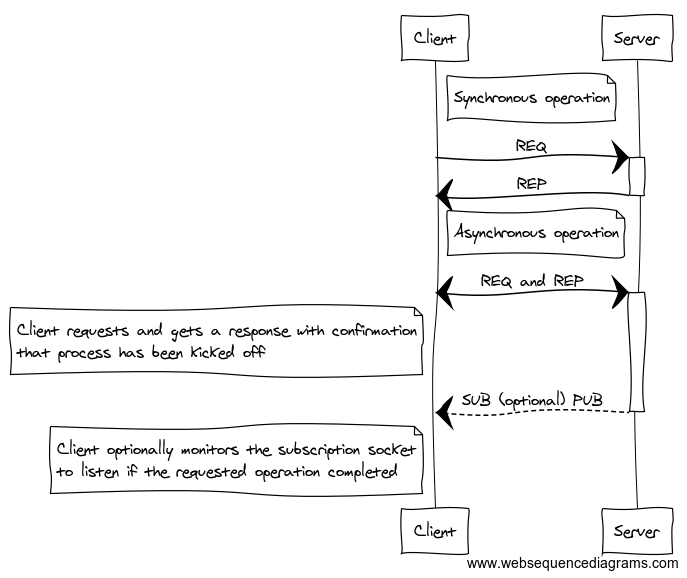 Client
Server
Synchronous operation
REQ
REP
Asynchronous operation
REQ and REP
Client requests and gets a response with confirmation
that process has been kicked off
SUB (optional) PUB
Client optionally monitors the subscription socket
to listen if the requested operation completed
Client
Server
www.websequencediagrams.com